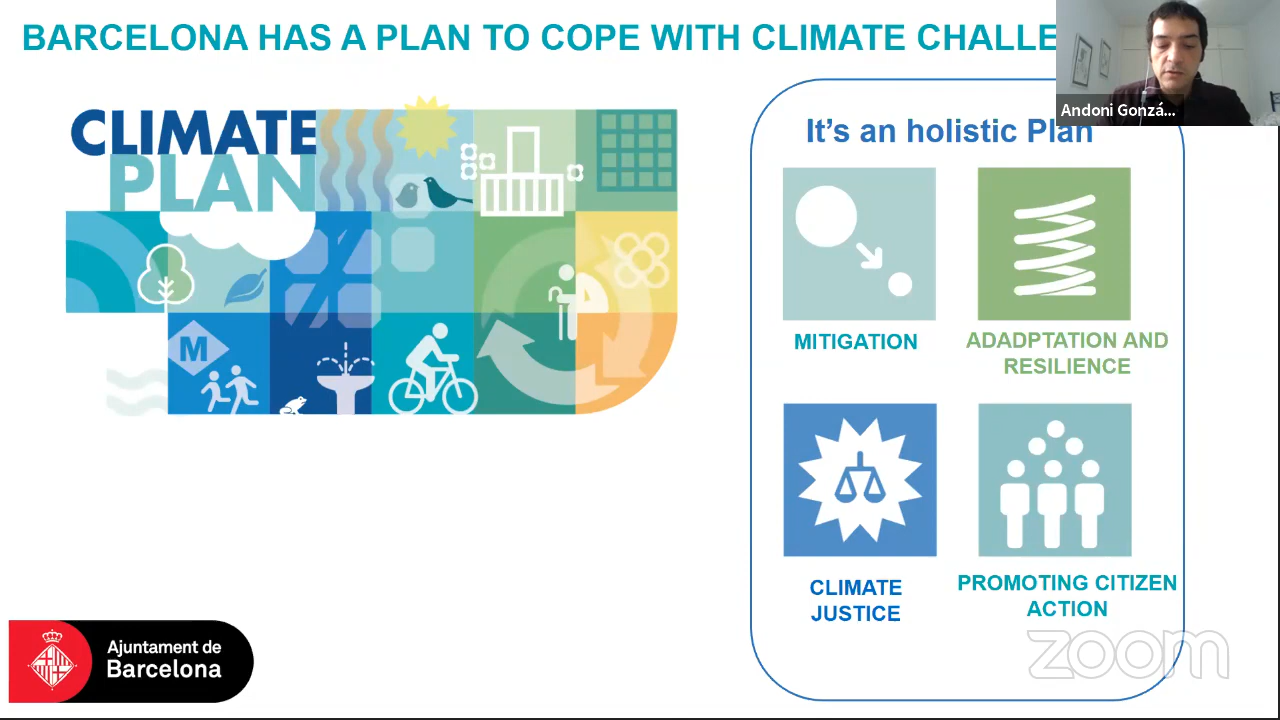 BARCELONA HAS A PLAN TO COPE WITH CLIMATE CHALLE
Andoni Gonzá...
CLIMATE
PLAN
M
It's an holistic Plan
MITIGATION
ADADPTATION AND
RESILIENCE
CLIMATE
JUSTICE
PROMOTING CITIZEN
ACTION
Ajuntament de
Barcelona
zoom